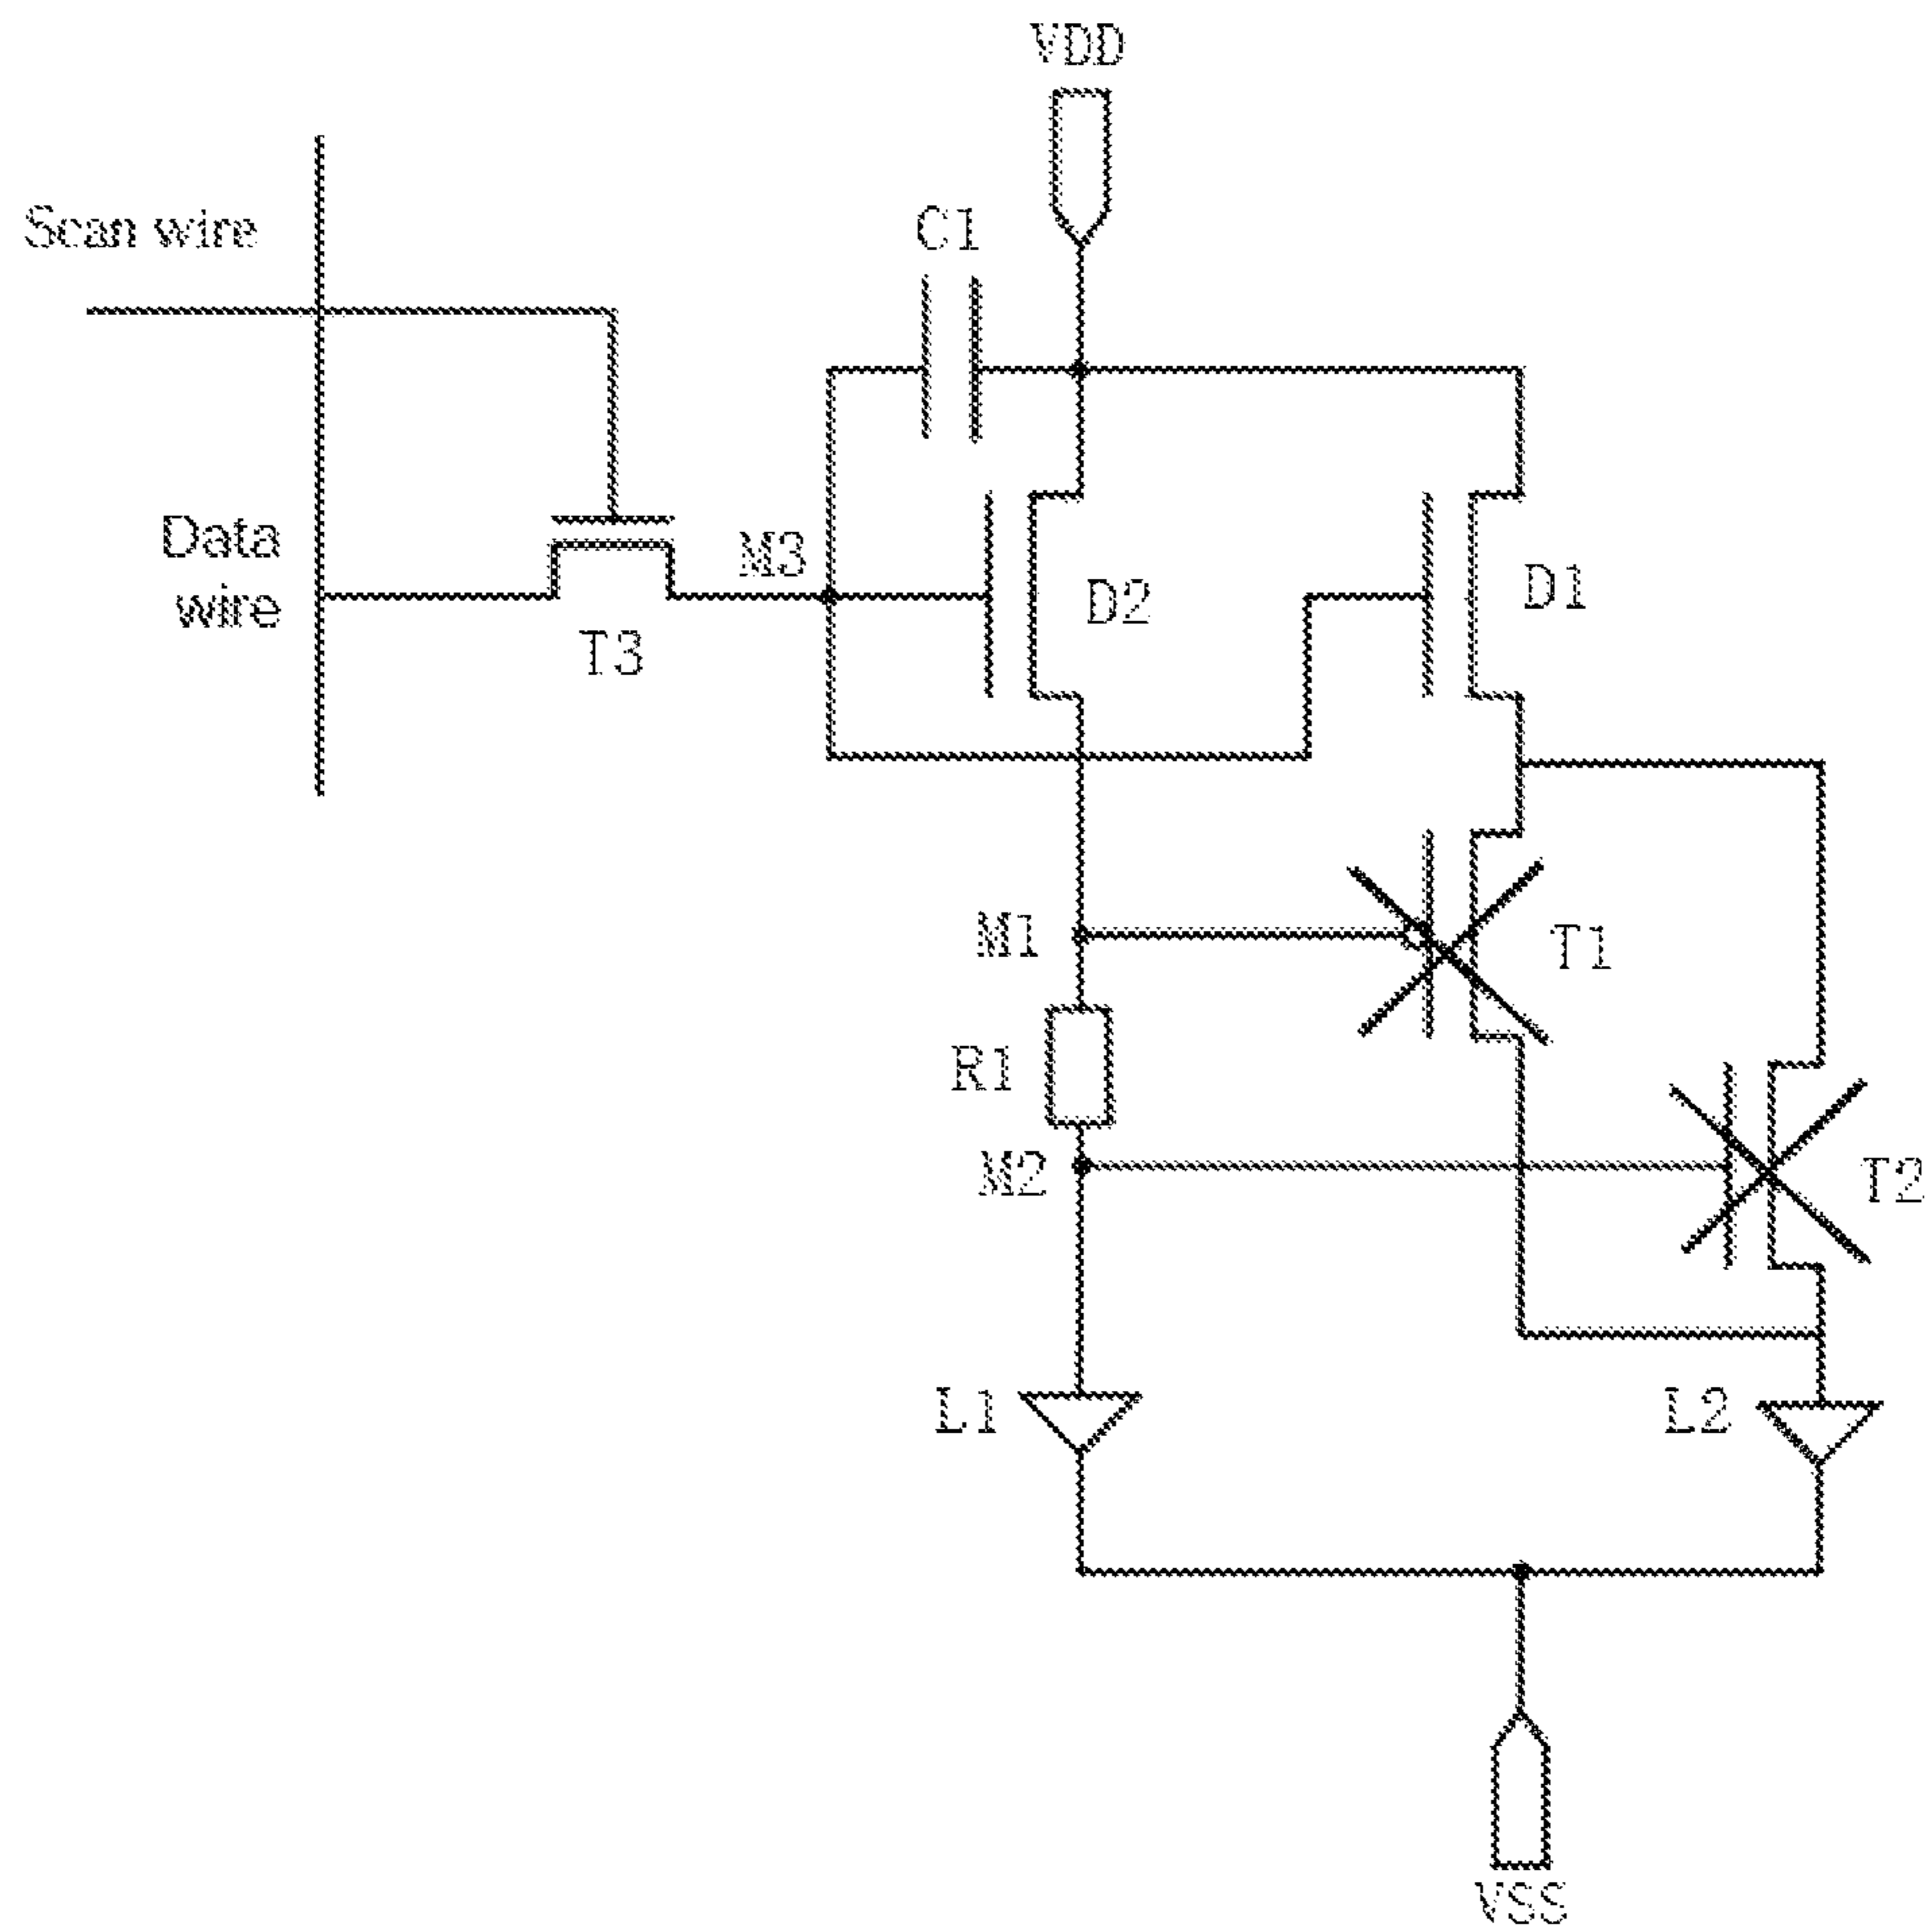 VDD
Scan wire
C1
Data
wire
M3
T3
D2
D1
M1
T1
R1
M2
T2
L1
L2
VSS